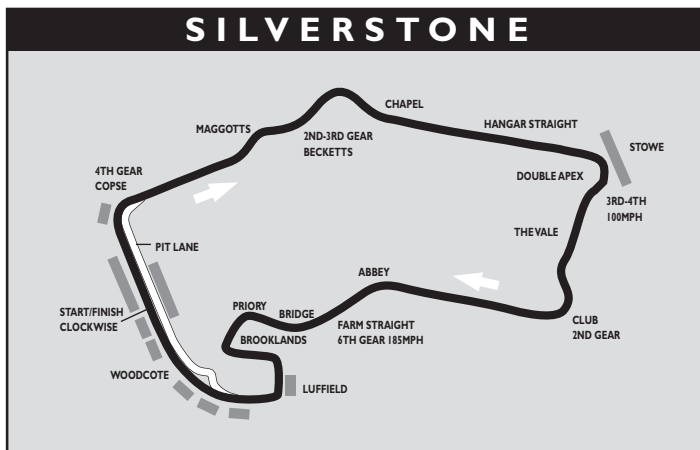 SILVERSTONE
CHAPEL
MAGGOTTS
2ND-3RD GEAR
BECKETTS
HANGAR STRAIGHT
STOWE
4TH GEAR
COPSE
DOUBLE APEX
3RD-4TH
100MPH
PIT LANE
THE VALE
ABBEY
START/FINISH
CLOCKWISE
PRIORY
BRIDGE
BROOKLANDS
FARM STRAIGHT
6TH GEAR 185MPH
CLUB
2ND GEAR
WOODCOTE
LUFFIELD